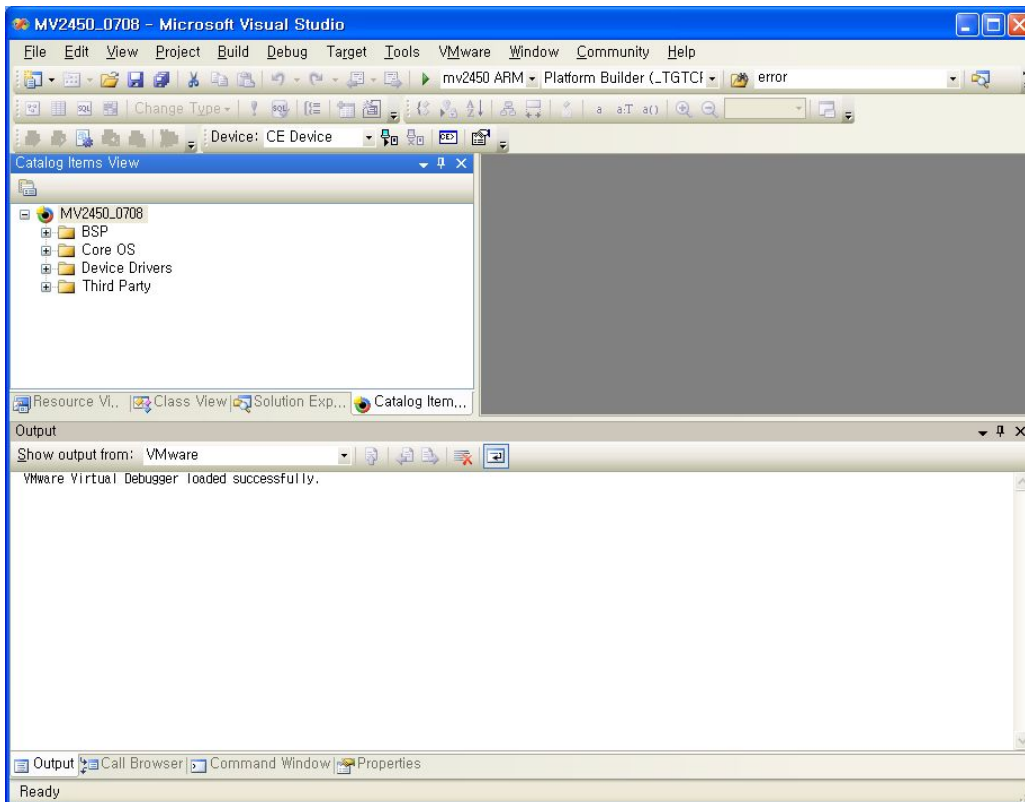 MV2450_0708 - Microsoft Visual Studio
File Edit View Project Build Debug Target Tools VMware Window Community Help
mv2450 ARM Platform Builder (_TGTCI error
Change Type a a:T a()
Device: CE Device
Catalog Items View
MV2450_0708
BSP
Core OS
Device Drivers
Third Party
Resource Vi... Class View Solution Exp... Catalog Item...
Output
Show output from: VMware
VMware Virtual Debugger loaded successfully.
Output Call Browser Command Window Properties
Ready